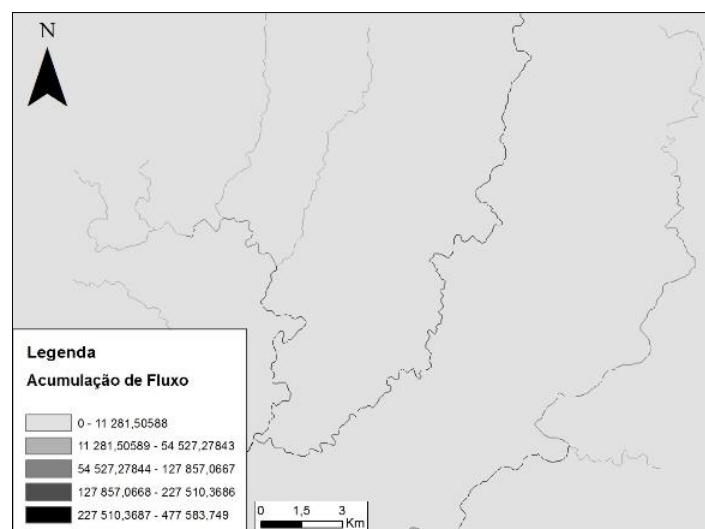 N
Legenda
Acumulação de Fluxo
0 - 11 281,50588
11 281,50589 - 54 527,27843
54 527,27844 - 127 857,0667
127 857,0668 - 227 510,3686
227 510,3687 - 477 583,749
0 1,5 3
Km